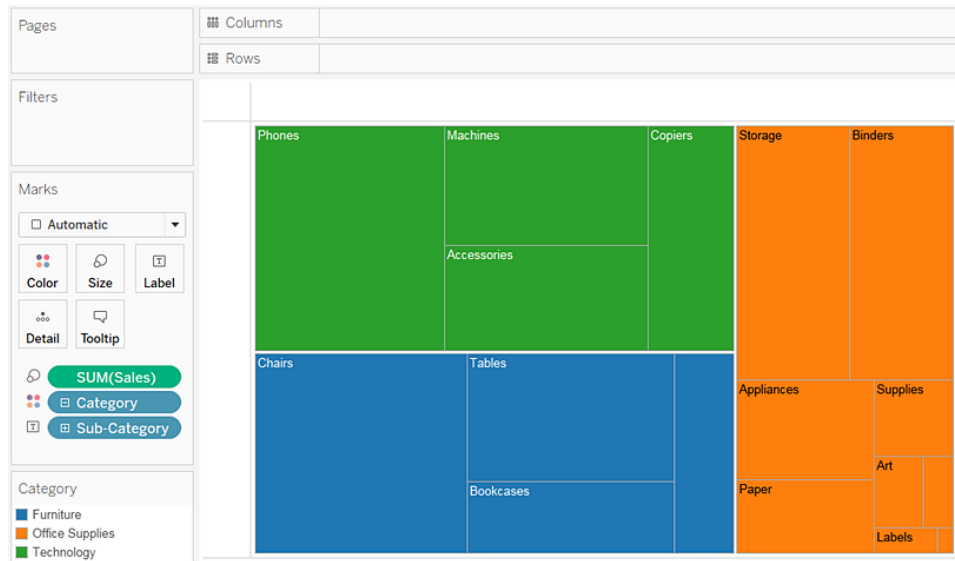 Pages
Columns
Rows
Filters
Marks
Automatic
Color
Size
Label
Detail
Tooltip
SUM(Sales)
Category
Sub-Category
Category
Furniture
Office Supplies
Technology
Phones
Machines
Copiers
Storage
Binders
Accessories
Chairs
Tables
Bookcases
Appliances
Supplies
Art
Paper
Labels